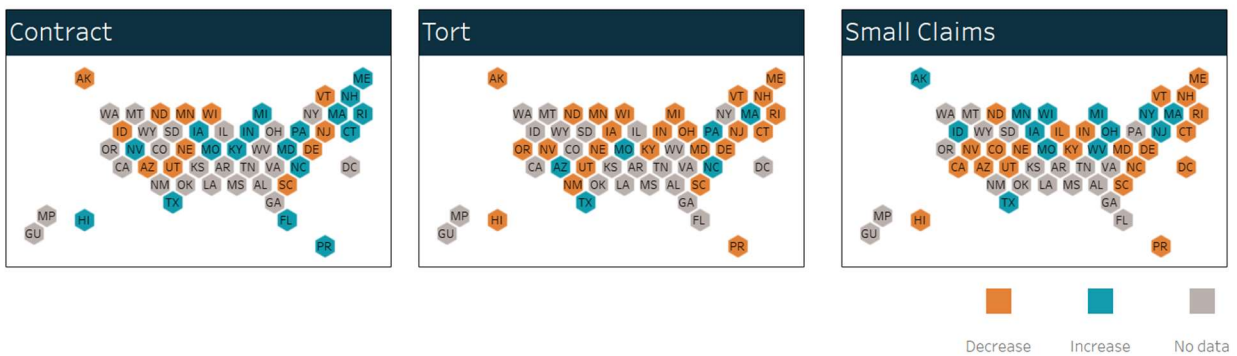 Contract
AK ME
VT NH
WA MT ND MN WI MI NY MA RI
ID WY SD IA IL IN OH PA NJ CT
OR NV CO NE MO KY WV MD DE
CA AZ UT KS AR TN VA NC DC
NM OK LA MS AL SC
TX GA
MP HI FL
GU
PR
Tort
AK ME
VT NH
WA MT ND MN WI MI NY MA RI
ID WY SD IA IL IN OH PA NJ CT
OR NV CO NE MO KY WV MD DE
CA AZ UT KS AR TN VA NC DC
NM OK LA MS AL SC
TX GA
MP HI FL
GU
PR
Small Claims
AK ME
VT NH
WA MT ND MN WI MI NY MA RI
ID WY SD IA IL IN OH PA NJ CT
OR NV CO NE MO KY WV MD DE
CA AZ UT KS AR TN VA NC DC
NM OK LA MS AL SC
TX GA
MP HI FL
GU
PR
Decrease Increase No data